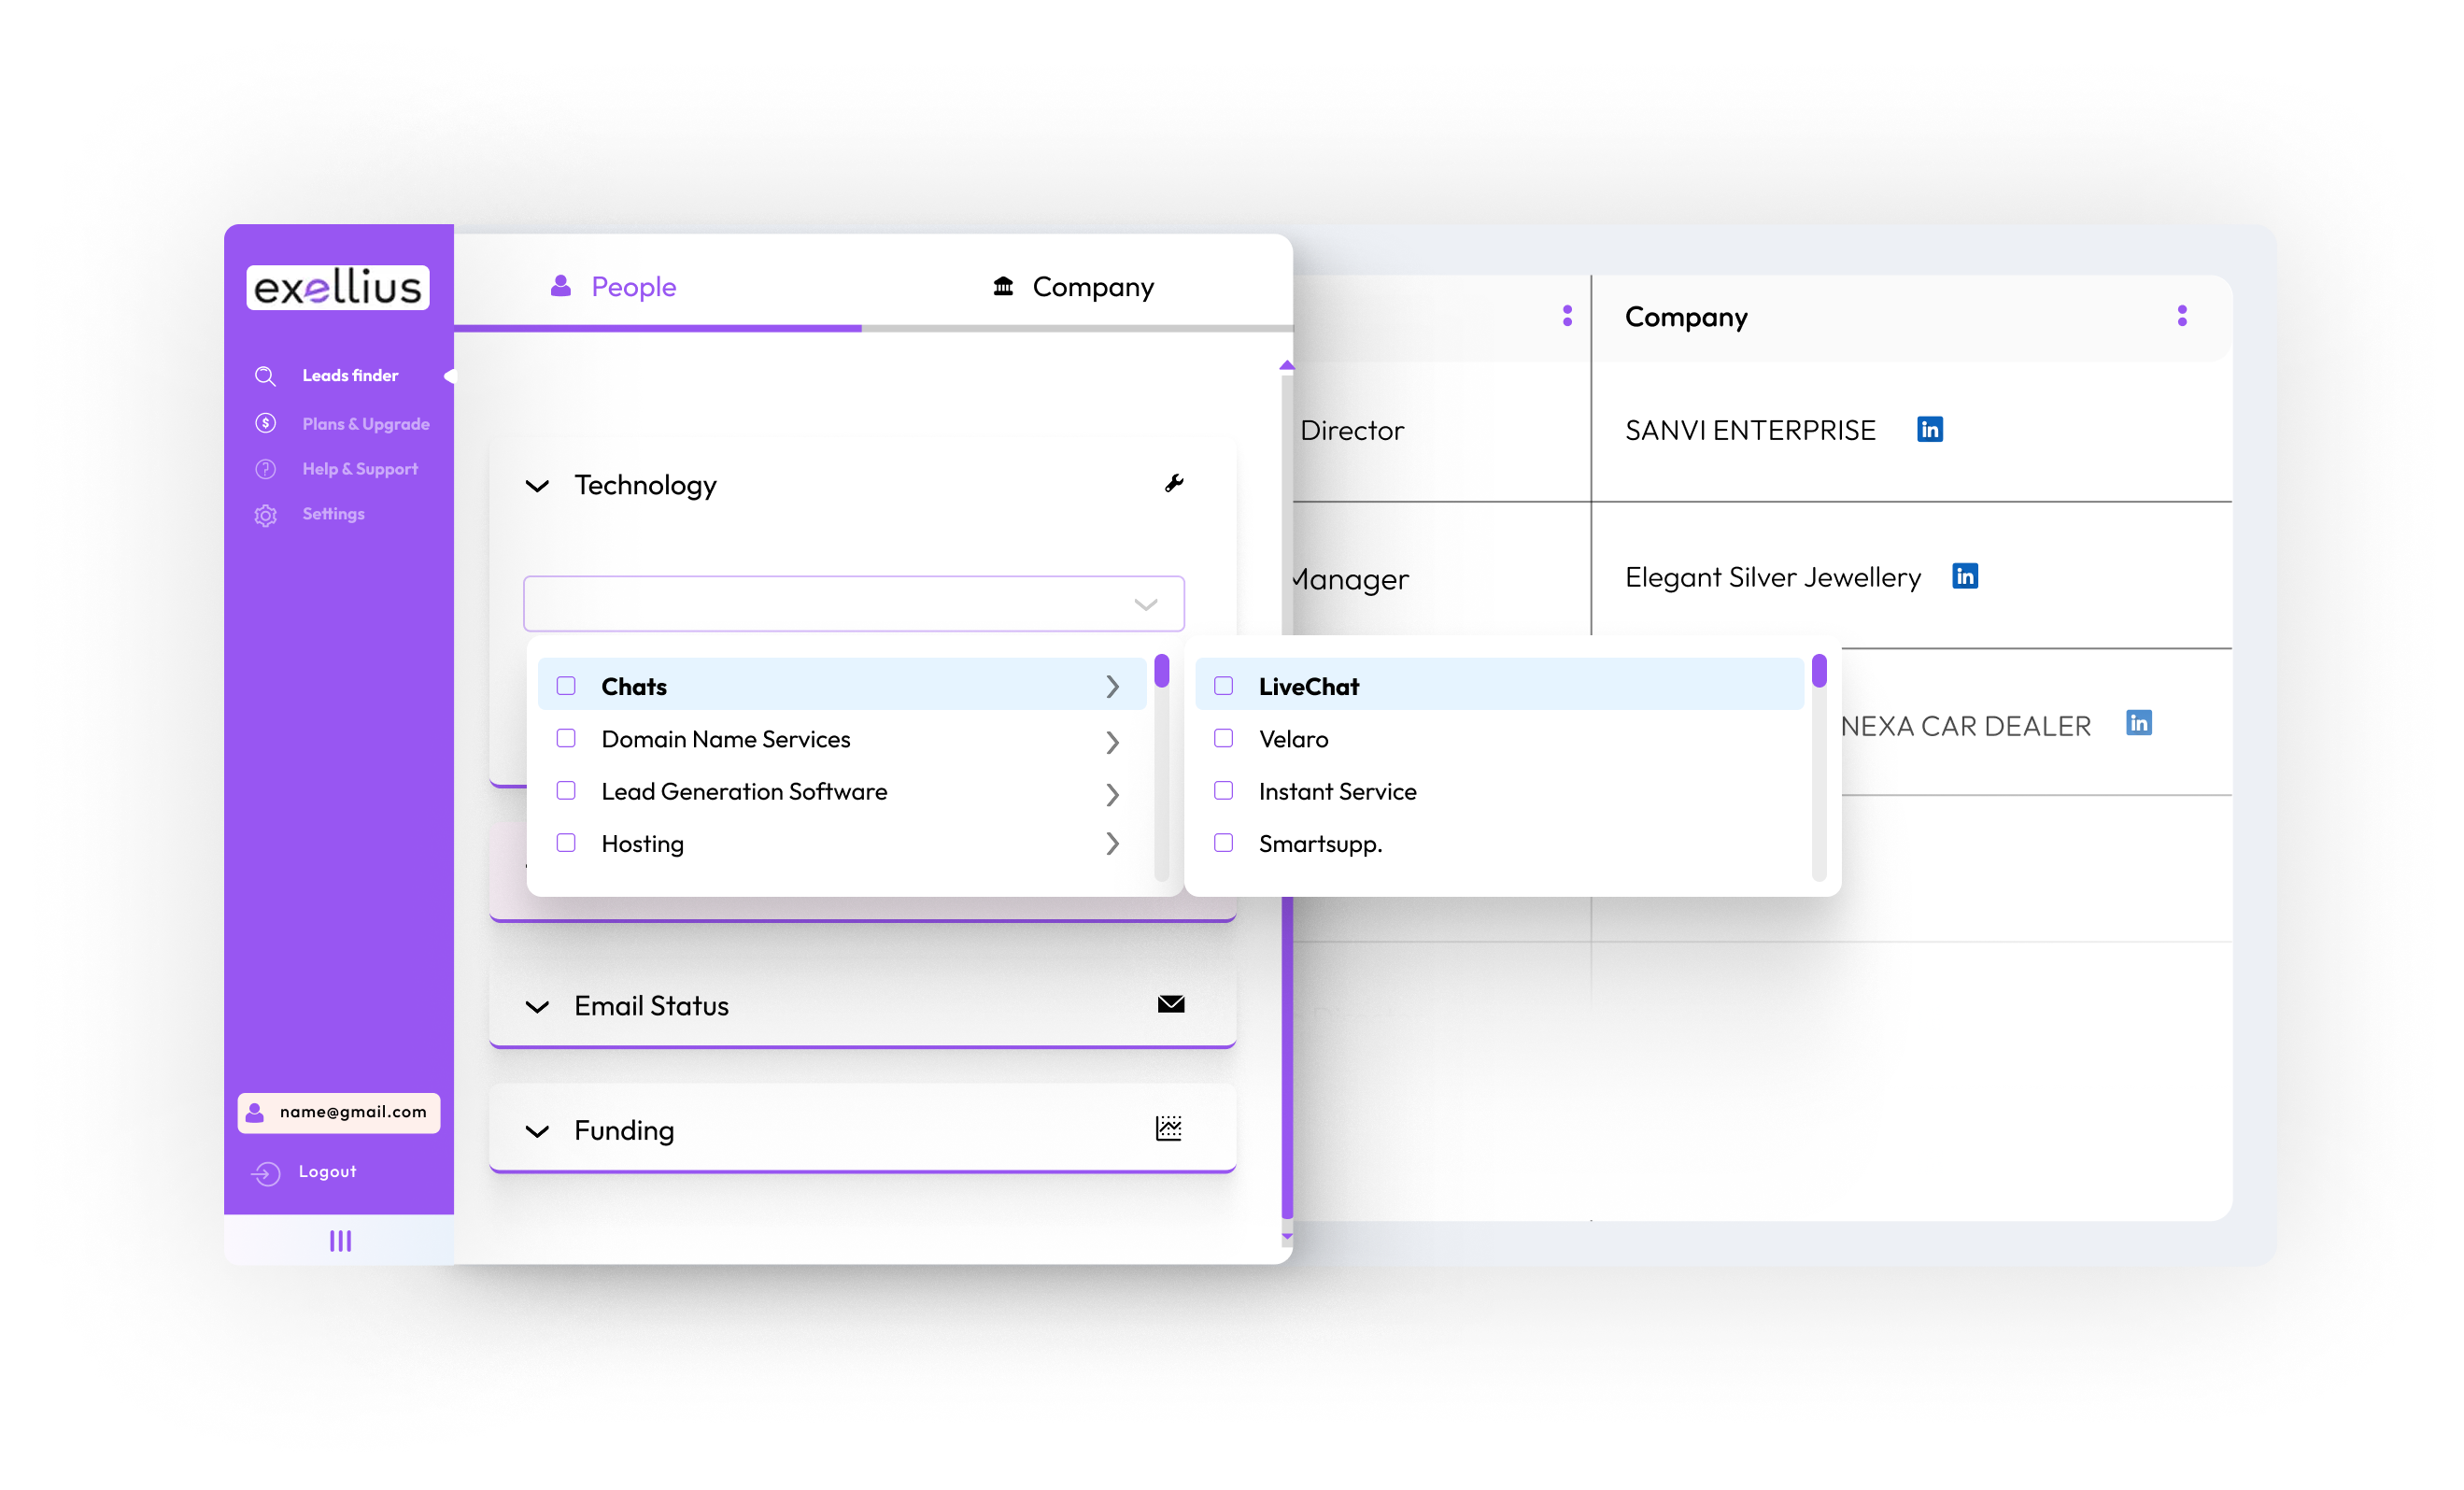 exellius
Leads finder
Plans & Upgrade
Help & Support
Settings
name@gmail.com
Logout
People
Company
Technology
Chats
Domain Name Services
Lead Generation Software
Hosting
LiveChat
Velaro
Instant Service
Smartsupp.
Email Status
Funding
Company
Director
SANVI ENTERPRISE
in
Manager
Elegant Silver Jewellery
in
NEXA CAR DEALER
in